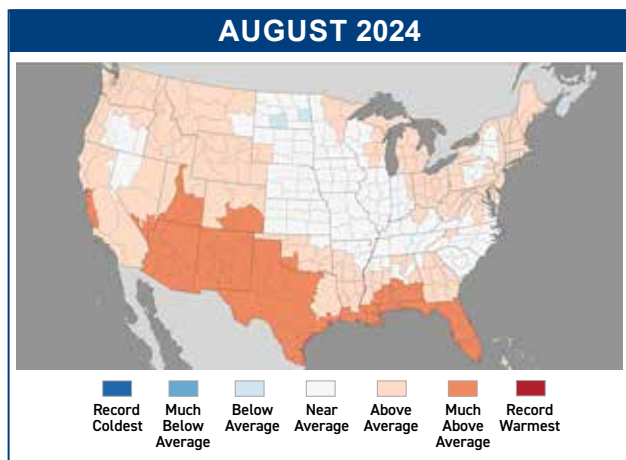 AUGUST 2024
Record
Coldest
Much
Below
Average
Below
Average
Near
Average
Above
Average
Much
Above
Average
Record
Warmest